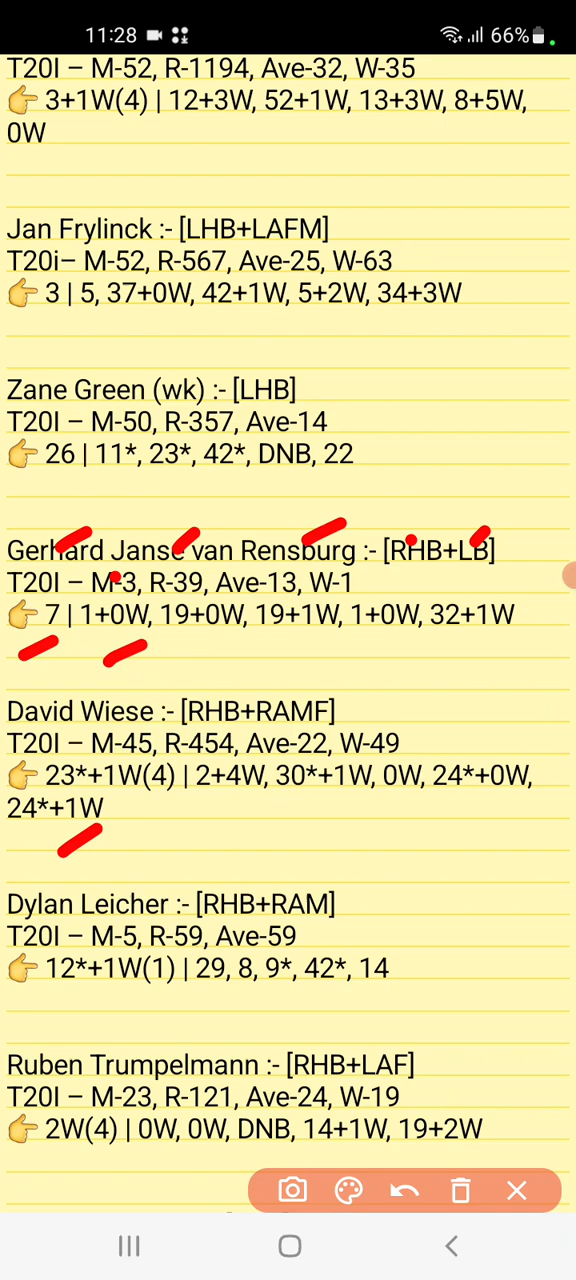 11:28
66%
T20I – M-52, R-1194, Ave-32, W-35
👉 3+1W(4) | 12+3W, 52+1W, 13+3W, 8+5W,
0W
Jan Frylinck :- [LHB+LAFM]
T20i– M-52, R-567, Ave-25, W-63
👉 3 | 5, 37+0W, 42+1W, 5+2W, 34+3W
Zane Green (wk) :- [LHB]
T20I – M-50, R-357, Ave-14
👉 26 | 11*, 23*, 42*, DNB, 22
Gerhard Janse van Rensburg :- [RHB+LB]
T20I – M-3, R-39, Ave-13, W-1
👉 7 | 1+0W, 19+0W, 19+1W, 1+0W, 32+1W
David Wiese :- [RHB+RAMF]
T20I – M-45, R-454, Ave-22, W-49
👉 23*+1W(4) | 2+4W, 30*+1W, 0W, 24*+0W,
24*+1W
Dylan Leicher :- [RHB+RAM]
T20I – M-5, R-59, Ave-59
👉 12*+1W(1) | 29, 8, 9*, 42*, 14
Ruben Trumpelmann :- [RHB+LAF]
T20I – M-23, R-121, Ave-24, W-19
👉 2W(4) | 0W, 0W, DNB, 14+1W, 19+2W